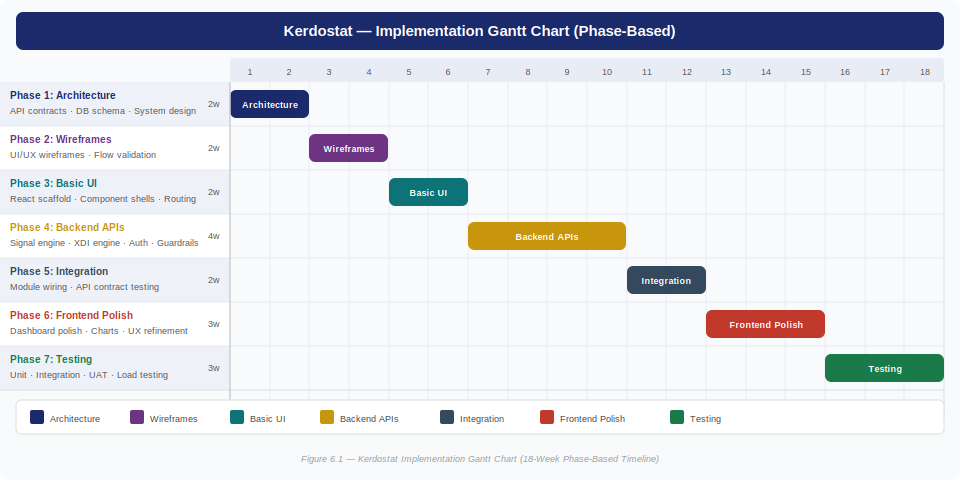 Kerdostat — Implementation Gantt Chart (Phase-Based)
1 2 3 4 5 6 7 8 9 10 11 12 13 14 15 16 17 18
Phase 1: Architecture
API contracts · DB schema · System design
2w
Architecture
Phase 2: Wireframes
UI/UX wireframes · Flow validation
2w
Wireframes
Phase 3: Basic UI
React scaffold · Component shells · Routing
2w
Basic UI
Phase 4: Backend APIs
Signal engine · XDI engine · Auth · Guardrails
4w
Backend APIs
Phase 5: Integration
Module wiring · API contract testing
2w
Integration
Phase 6: Frontend Polish
Dashboard polish · Charts · UX refinement
3w
Frontend Polish
Phase 7: Testing
Unit · Integration · UAT · Load testing
3w
Testing
Architecture Wireframes Basic UI Backend APIs Integration Frontend Polish Testing
Figure 6.1 — Kerdostat Implementation Gantt Chart (18-Week Phase-Based Timeline)